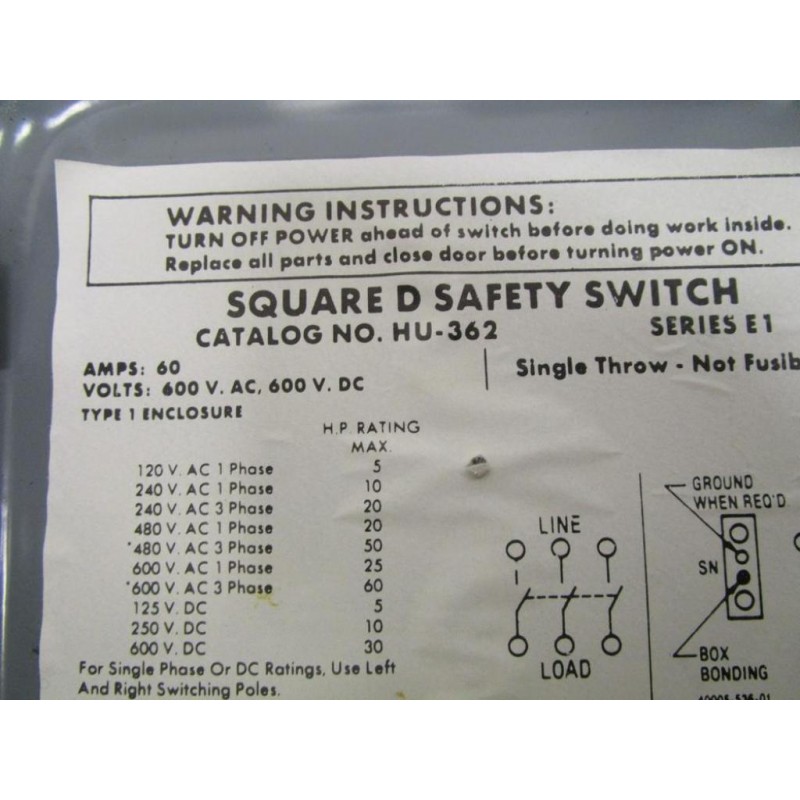 WARNING INSTRUCTIONS:
TURN OFF POWER ahead of switch before doing work inside.
Replace all parts and close door before turning power ON.
SQUARE D SAFETY SWITCH
CATALOG NO. HU-362 SERIES E1
AMPS: 60
VOLTS: 600 V. AC, 600 V. DC
Single Throw - Not Fusib
TYPE 1 ENCLOSURE
H.P RATING
MAX.
120 V. AC 1 Phase 5
240 V. AC 1 Phase 10
240 V. AC 3 Phase 20
480 V. AC 1 Phase 20
*480 V. AC 3 Phase 50
600 V. AC 1 Phase 25
*600 V. AC 3 Phase 60
125 V. DC 5
250 V. DC 10
600 V. DC 30
For Single Phase Or DC Ratings, Use Left
And Right Switching Poles.
LINE
LOAD
GROUND
WHEN REQ'D
SN
BOX
BONDING